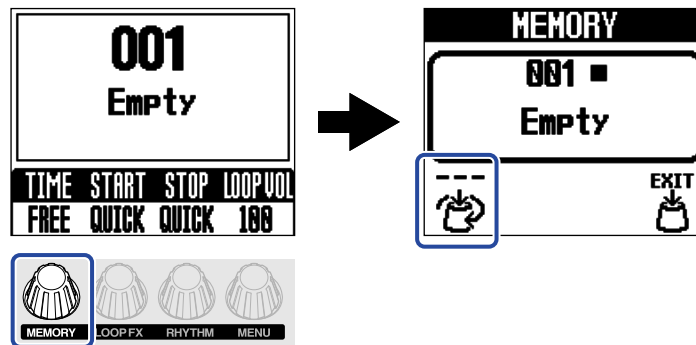 001
Empty
TIME START STOP LOOP VOL
FREE QUICK QUICK 100
MEMORY LOOP FX RHYTHM MENU
MEMORY
001
Empty
---
EXIT